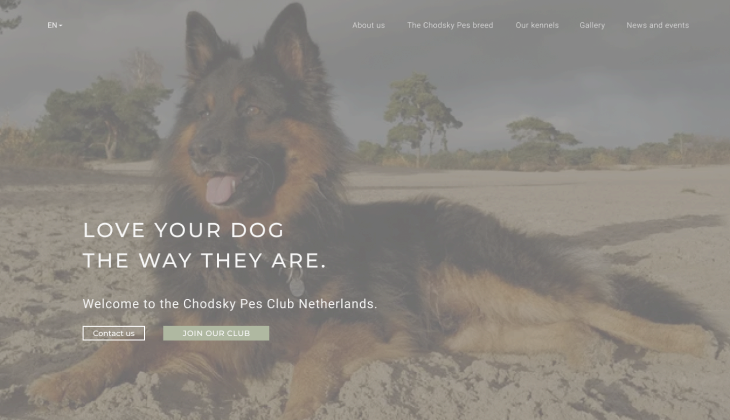 EN
About us
The Chodsky Pes breed
Our kennels
Gallery
News and events
LOVE YOUR DOG
THE WAY THEY ARE.
Welcome to the Chodsky Pes Club Netherlands.
Contact us
JOIN OUR CLUB